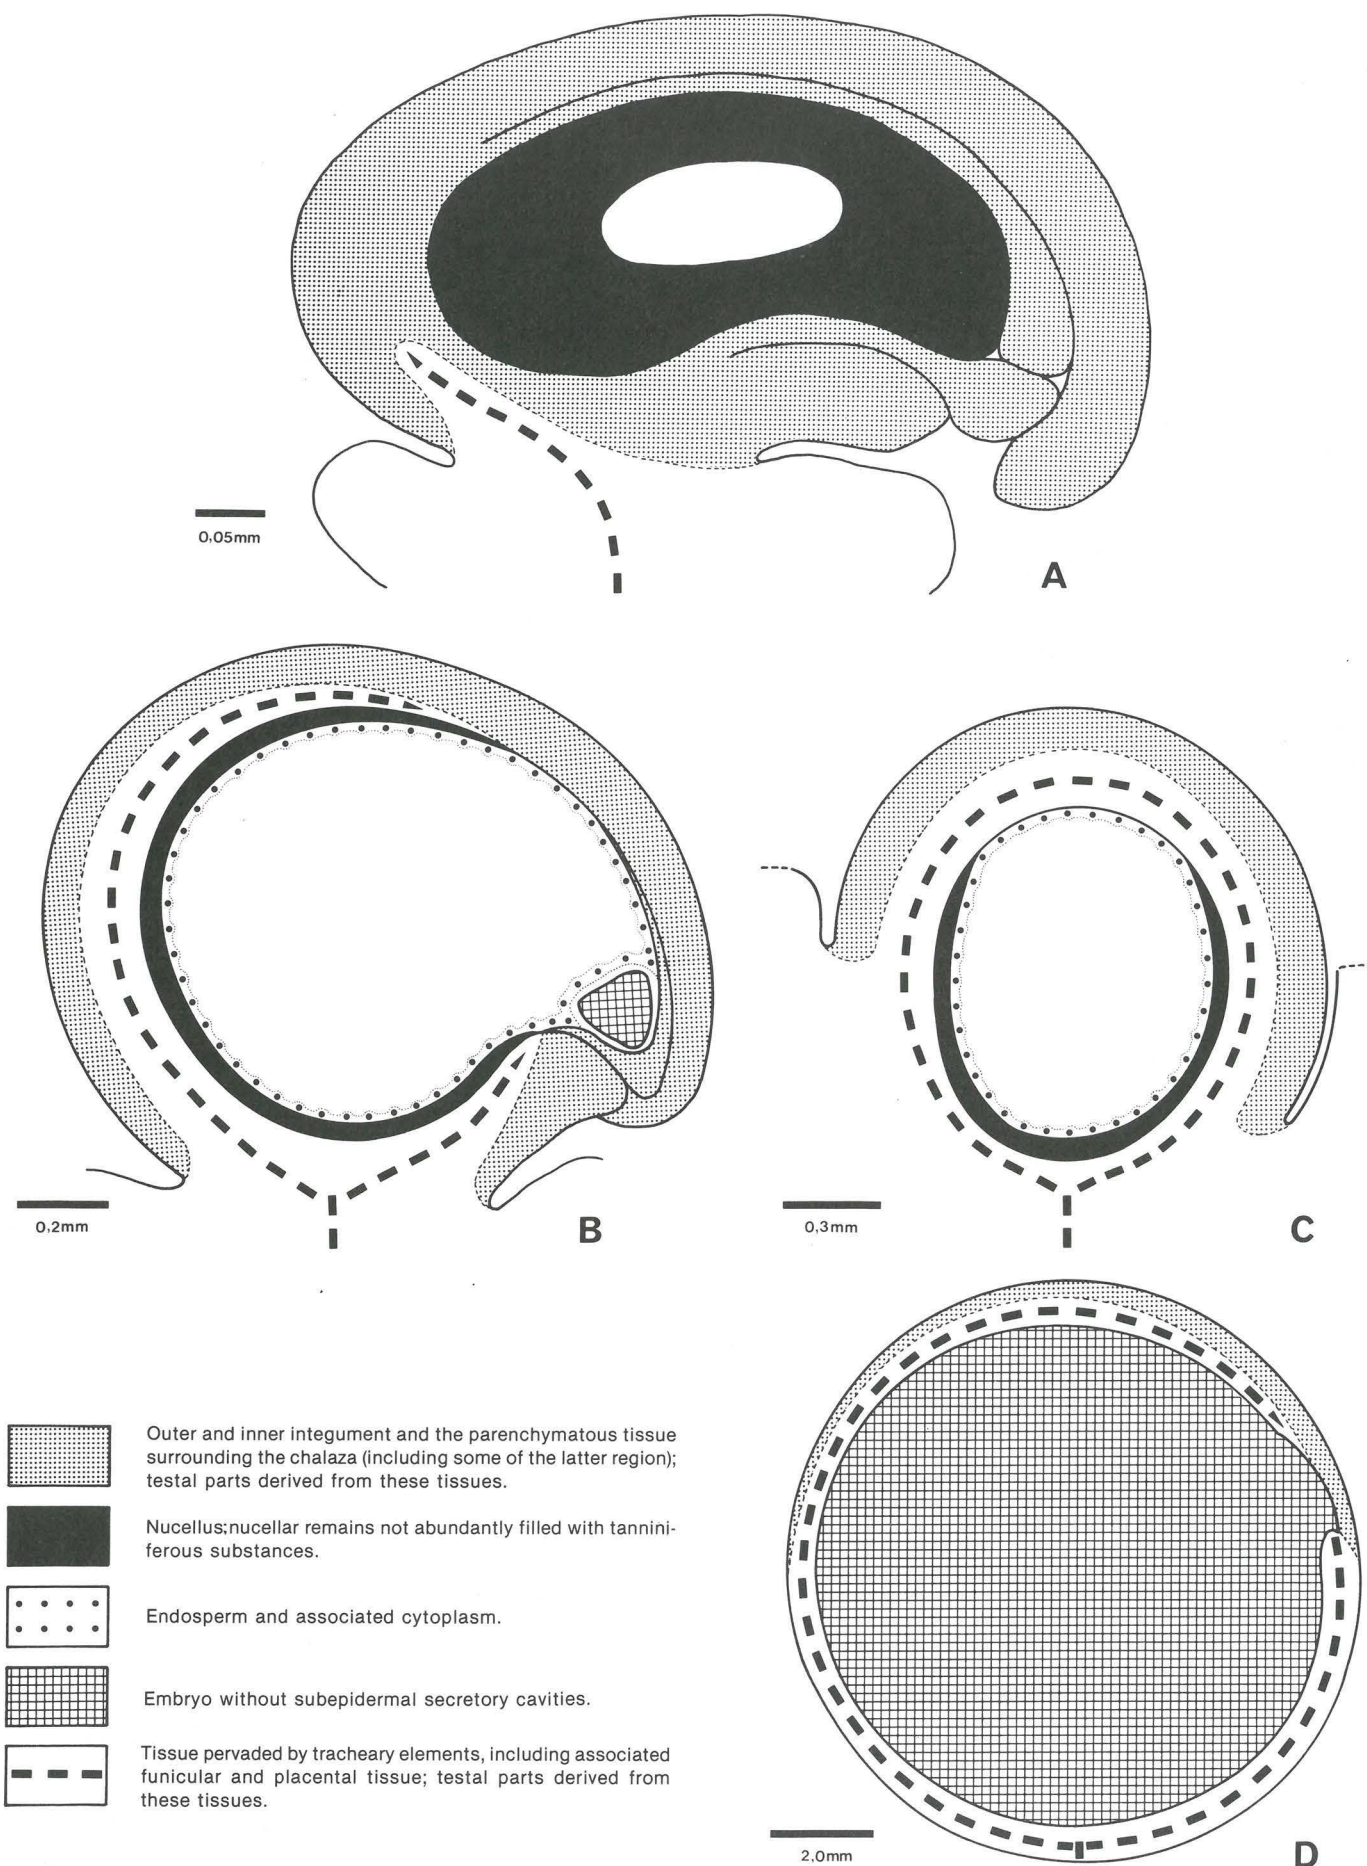 0,05mm
A
0,2mm
B
0,3mm
C
Outer and inner integument and the parenchymatous tissue
surrounding the chalaza (including some of the latter region);
testal parts derived from these tissues.
Nucellus;nucellar remains not abundantly filled with tannini-
ferous substances.
Endosperm and associated cytoplasm.
Embryo without subepidermal secretory cavities.
Tissue pervaded by tracheary elements, including associated
funicular and placental tissue; testal parts derived from
these tissues.
2,0mm
D